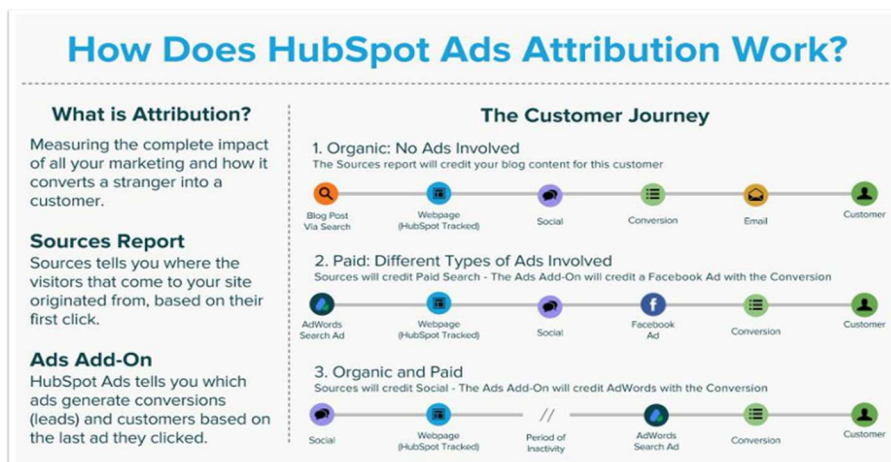 How Does HubSpot Ads Attribution Work?
What is Attribution?
Measuring the complete impact
of all your marketing and how it
converts a stranger into a
customer.
Sources Report
Sources tells you where the
visitors that come to your site
originated from, based on their
first click.
Ads Add-On
HubSpot Ads tells you which
ads generate conversions
(leads) and customers based on
the last ad they clicked.
The Customer Journey
1. Organic: No Ads Involved
The Sources report will credit your blog content for this customer
Blog Post
Via Search
Webpage
(HubSpot Tracked)
Social
Conversion
Email
Customer
2. Paid: Different Types of Ads Involved
Sources will credit Paid Search - The Ads Add-On will credit a Facebook Ad with the Conversion
AdWords
Search Ad
Webpage
(HubSpot Tracked)
Social
f
Facebook
Ad
Conversion
Customer
3. Organic and Paid
Sources will credit Social - The Ads Add-On will credit AdWords with the Conversion
Social
Webpage
(HubSpot Tracked)
//
Period of
Inactivity
AdWords
Search Ad
Conversion
Customer